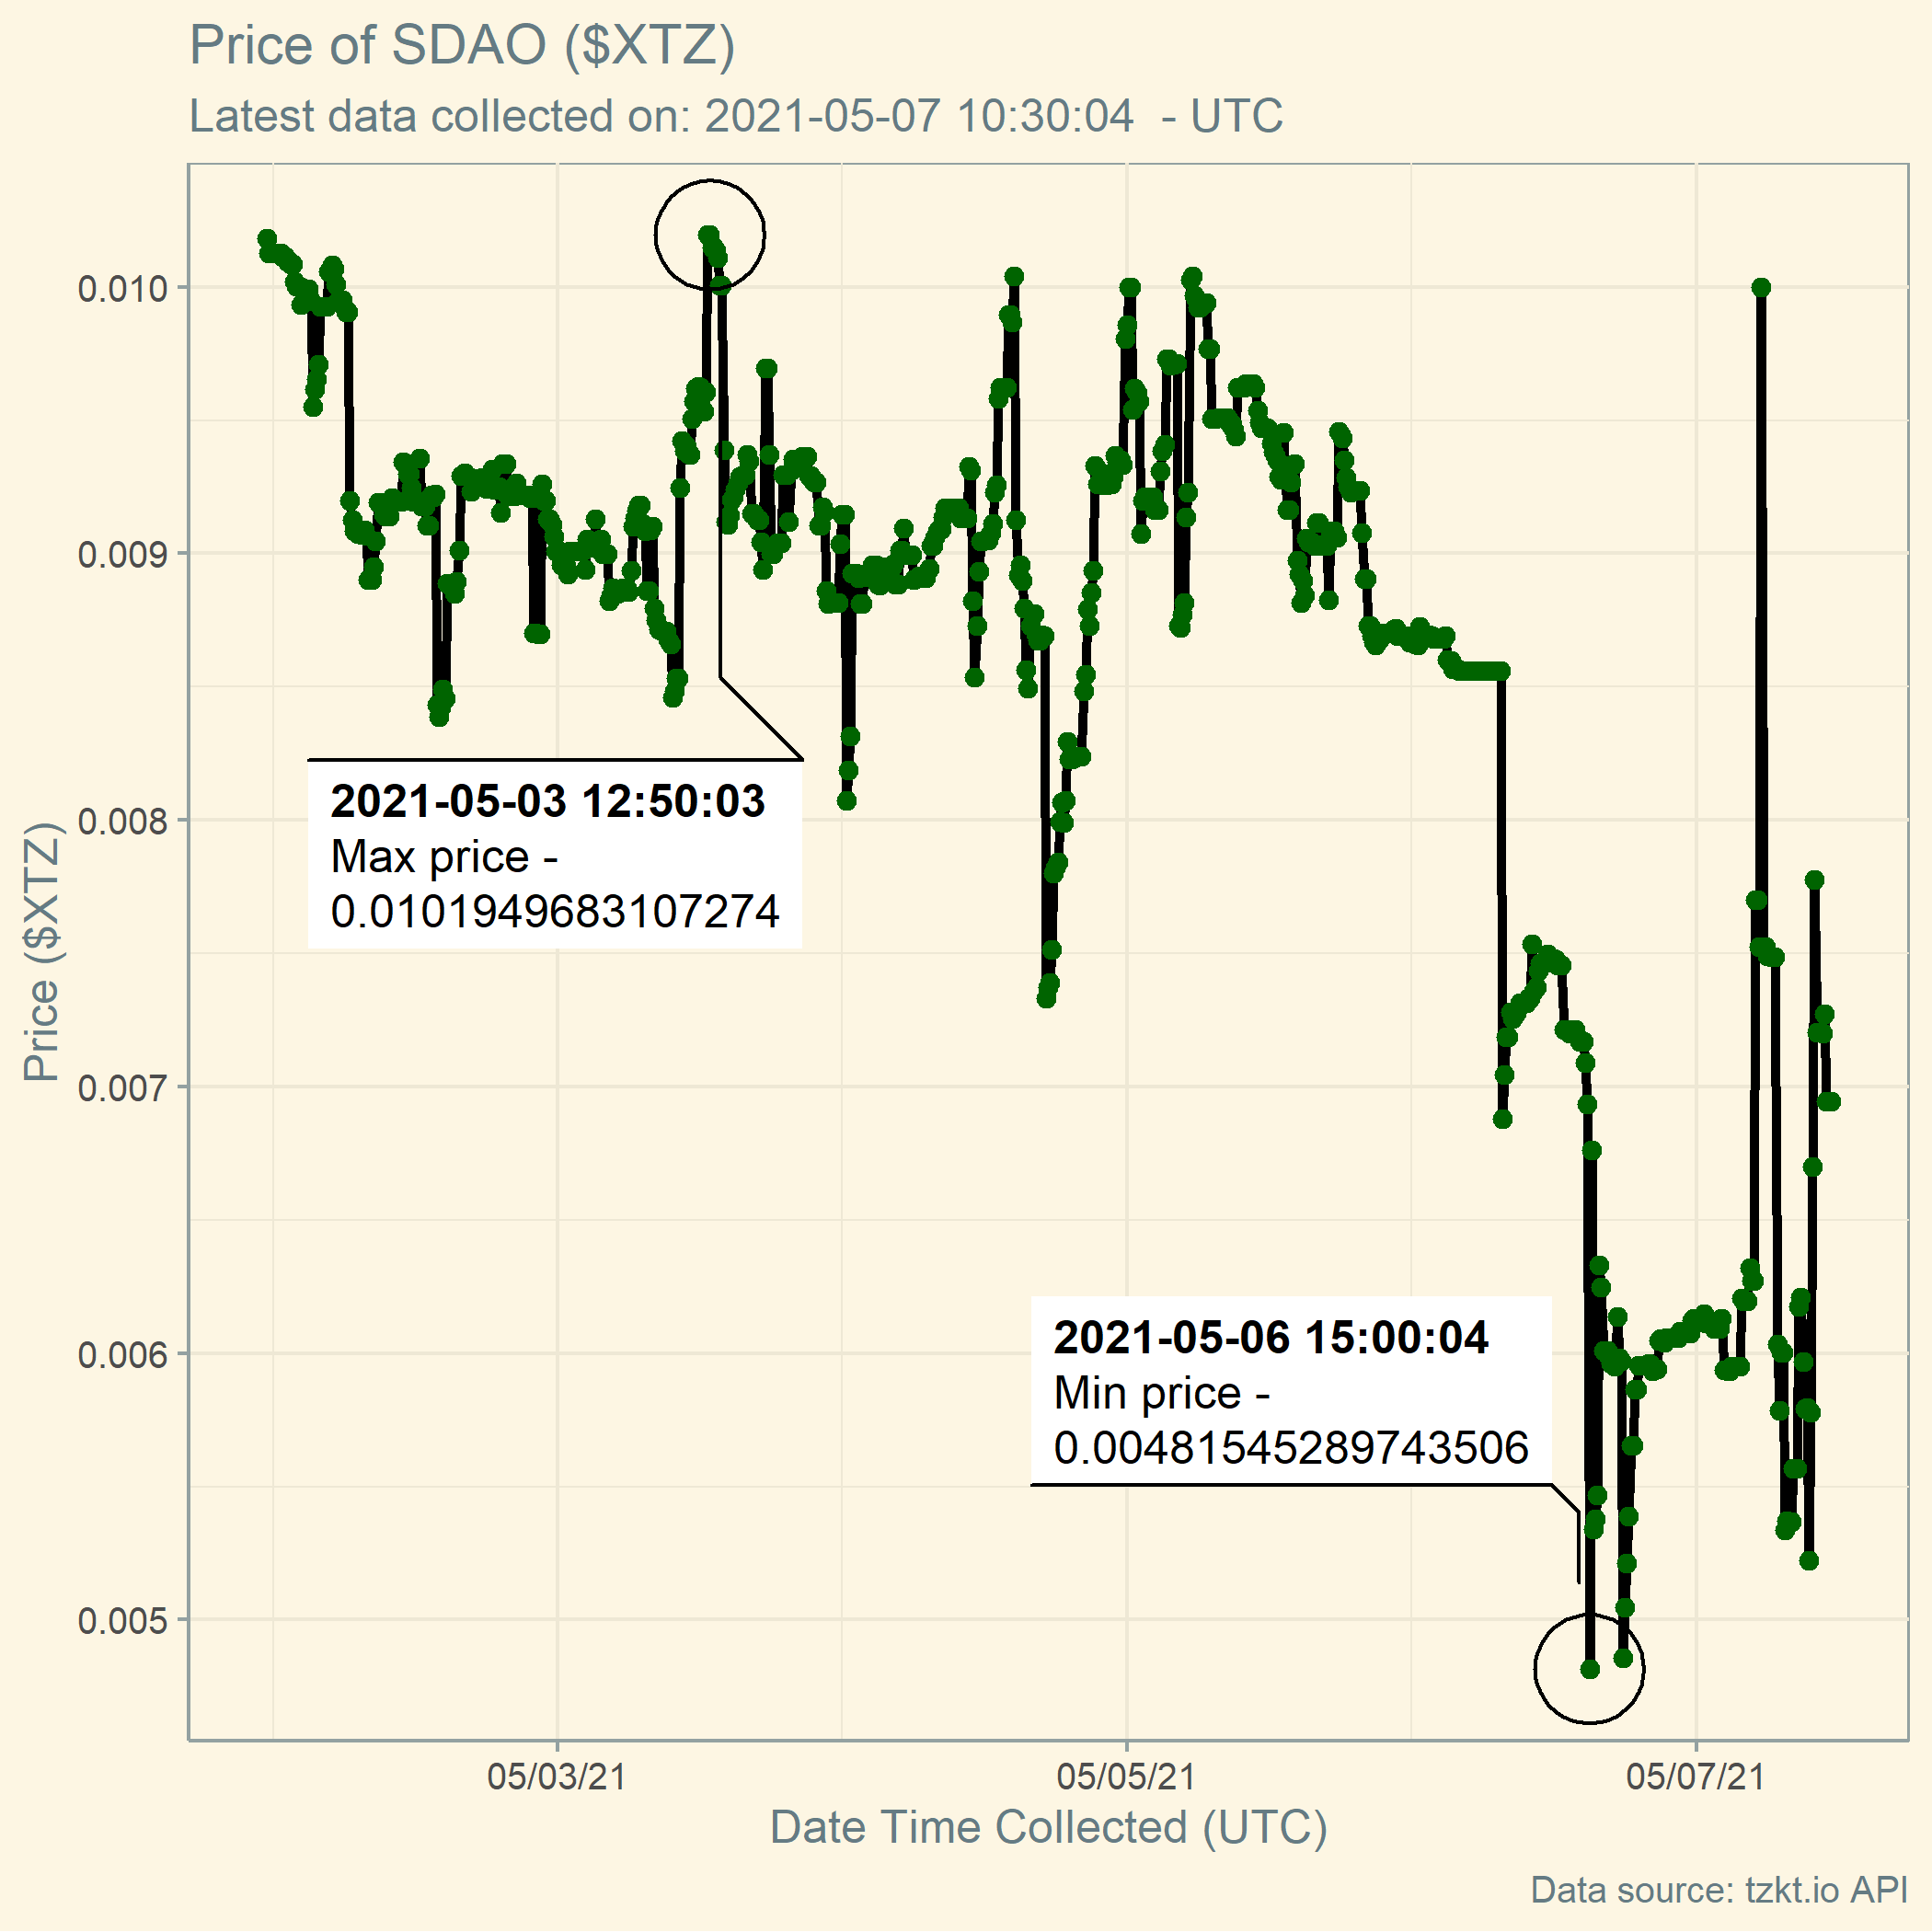 Price of SDAO ($XTZ)
Latest data collected on: 2021-05-07 10:30:04  - UTC
Price ($XTZ)
0.010
0.009
0.008
0.007
0.006
0.005
2021-05-03 12:50:03
Max price -
0.0101949683107274
2021-05-06 15:00:04
Min price -
0.00481545289743506
05/03/21
05/05/21
05/07/21
Date Time Collected (UTC)
Data source: tzkt.io API